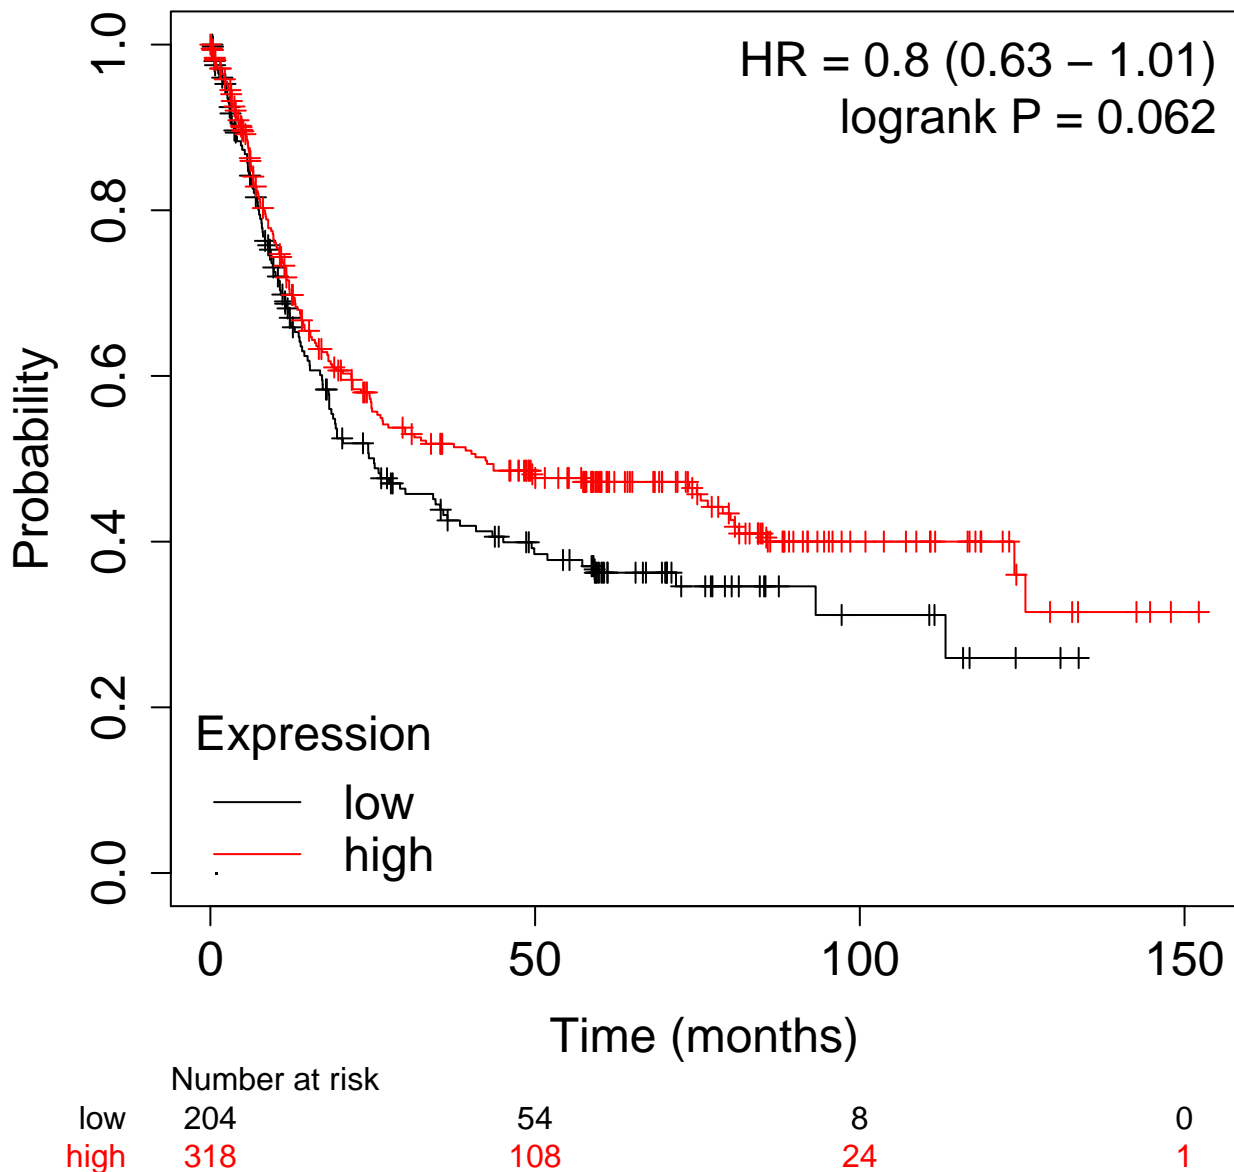 HR = 0.8 (0.63 − 1.01)
logrank P = 0.062
Probability
1.0
0.8
0.6
0.4
0.2
0.0
Expression
low
high
0 50 100 150
Time (months)
Number at risk
low 204 54 8 0
high 318 108 24 1